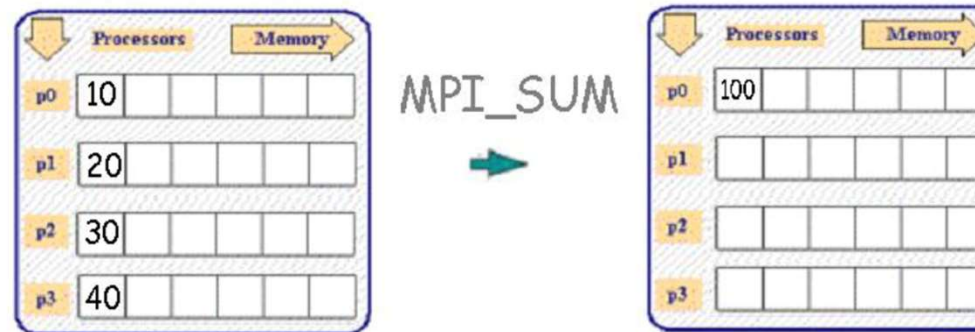 Processors Memory
p0 10
p1 20
p2 30
p3 40
MPI_SUM
Processors Memory
p0 100
p1
p2
p3